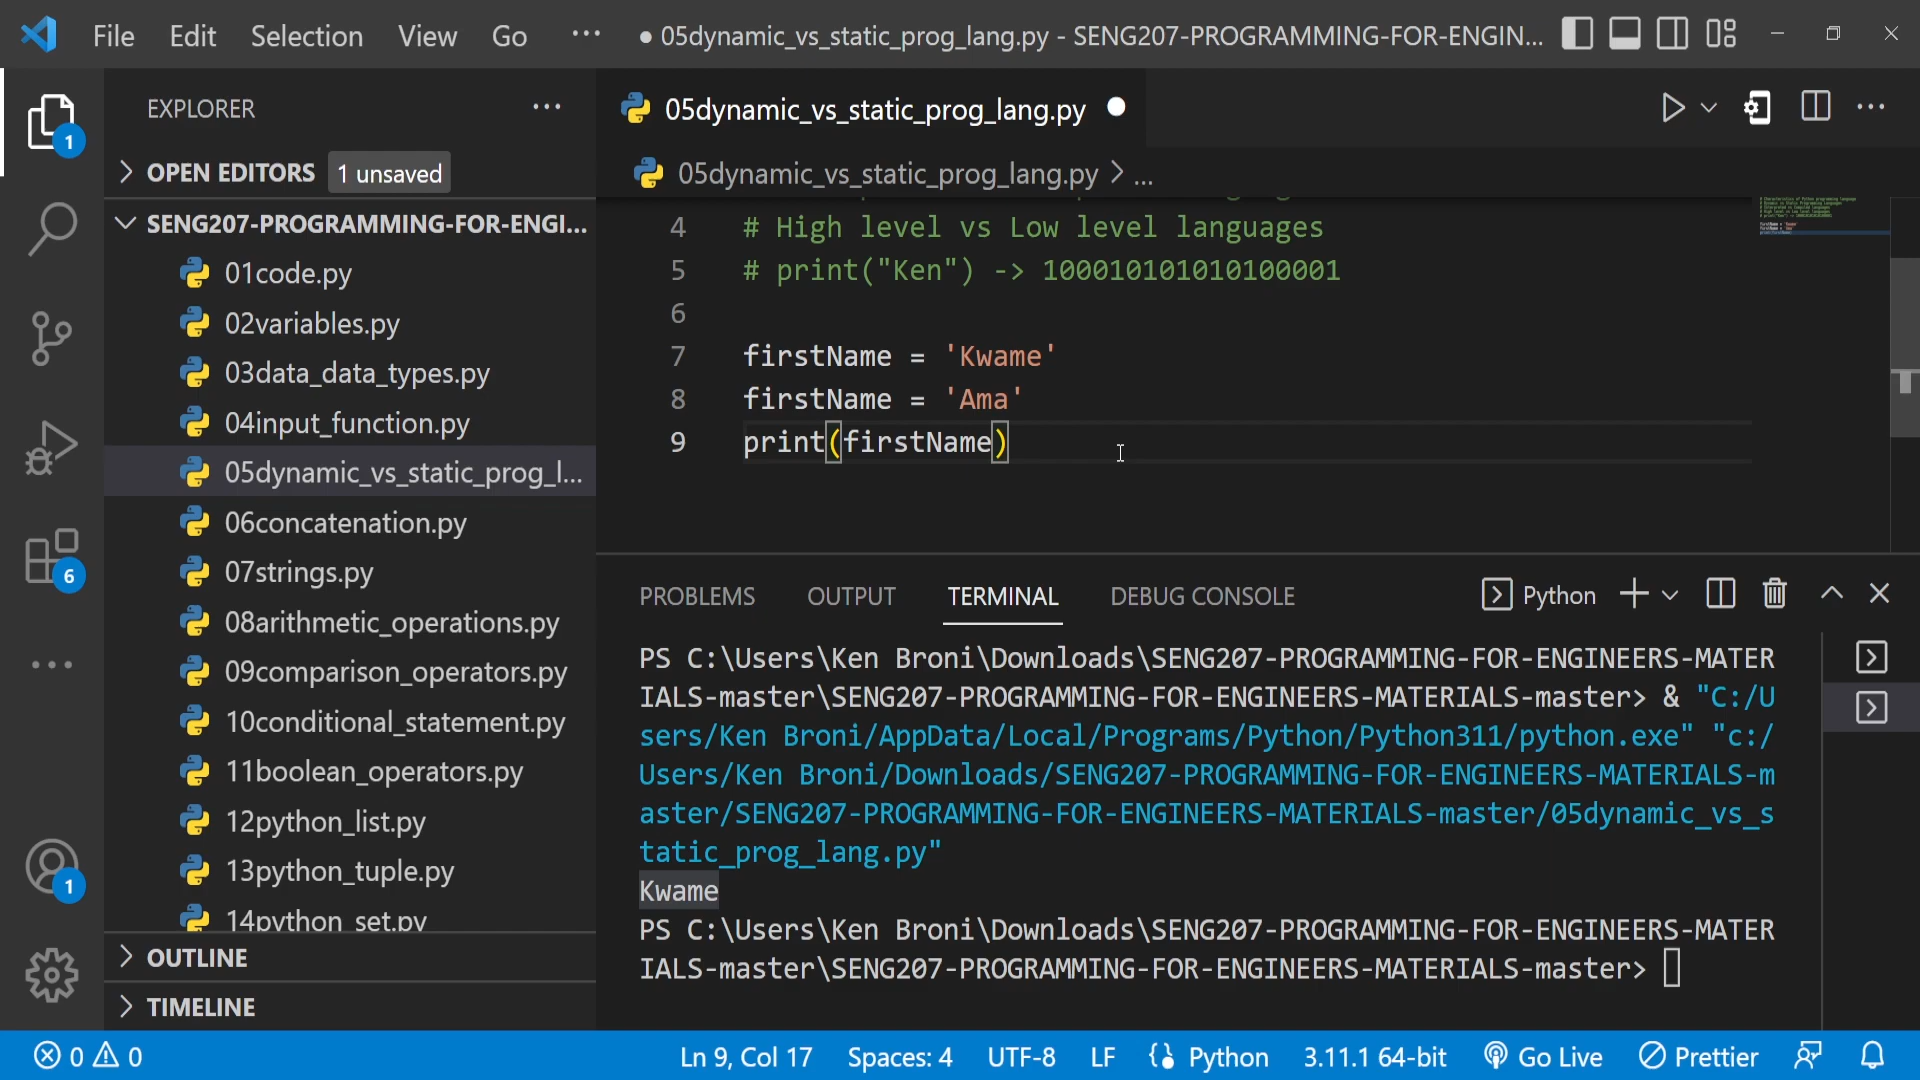 File Edit Selection View Go ··· ● 05dynamic_vs_static_prog_lang.py - SENG207-PROGRAMMING-FOR-ENGIN...
EXPLORER ···
OPEN EDITORS 1 unsaved
SENG207-PROGRAMMING-FOR-ENGI...
01code.py
02variables.py
03data_data_types.py
04input_function.py
05dynamic_vs_static_prog_l...
06concatenation.py
07strings.py
08arithmetic_operations.py
09comparison_operators.py
10conditional_statement.py
11boolean_operators.py
12python_list.py
13python_tuple.py
14python_set.py
OUTLINE
TIMELINE
1
6
1
05dynamic_vs_static_prog_lang.py
05dynamic_vs_static_prog_lang.py > ...
4 # High level vs Low level languages
5 # print("Ken") -> 100010101010100001
6
7 firstName = 'Kwame'
8 firstName = 'Ama'
9 print(firstName)
PROBLEMS OUTPUT TERMINAL DEBUG CONSOLE Python
PS C:\Users\Ken Broni\Downloads\SENG207-PROGRAMMING-FOR-ENGINEERS-MATER
IALS-master\SENG207-PROGRAMMING-FOR-ENGINEERS-MATERIALS-master> & "C:/U
sers/Ken Broni/AppData/Local/Programs/Python/Python311/python.exe" "c:/
Users/Ken Broni/Downloads/SENG207-PROGRAMMING-FOR-ENGINEERS-MATERIALS-m
aster/SENG207-PROGRAMMING-FOR-ENGINEERS-MATERIALS-master/05dynamic_vs_s
tatic_prog_lang.py"
Kwame
PS C:\Users\Ken Broni\Downloads\SENG207-PROGRAMMING-FOR-ENGINEERS-MATER
IALS-master\SENG207-PROGRAMMING-FOR-ENGINEERS-MATERIALS-master>
0 0 Ln 9, Col 17 Spaces: 4 UTF-8 LF Python 3.11.1 64-bit Go Live Prettier